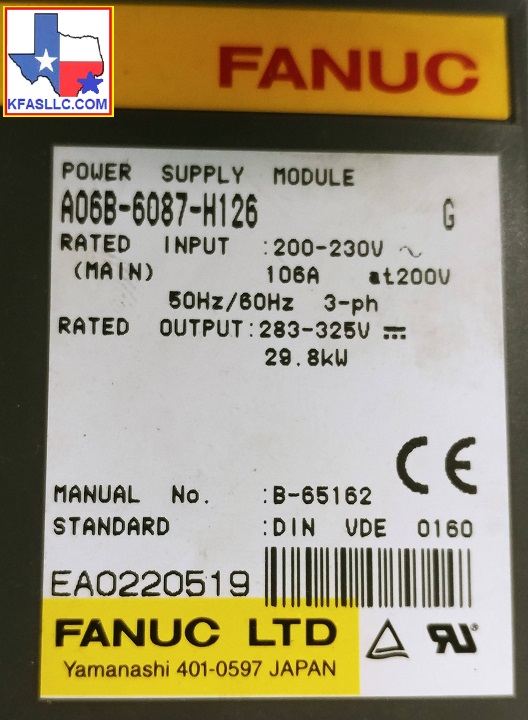 KFASLLC.COM
FANUC
POWER SUPPLY MODULE
A06B-6087-H126 G
RATED INPUT :200-230V ~
(MAIN) 106A at200V
50Hz/60Hz 3-ph
RATED OUTPUT:283-325V ⎓
29.8kW
CE
MANUAL No. :B-65162
STANDARD :DIN VDE 0160
EA0220519
FANUC LTD
Yamanashi 401-0597 JAPAN